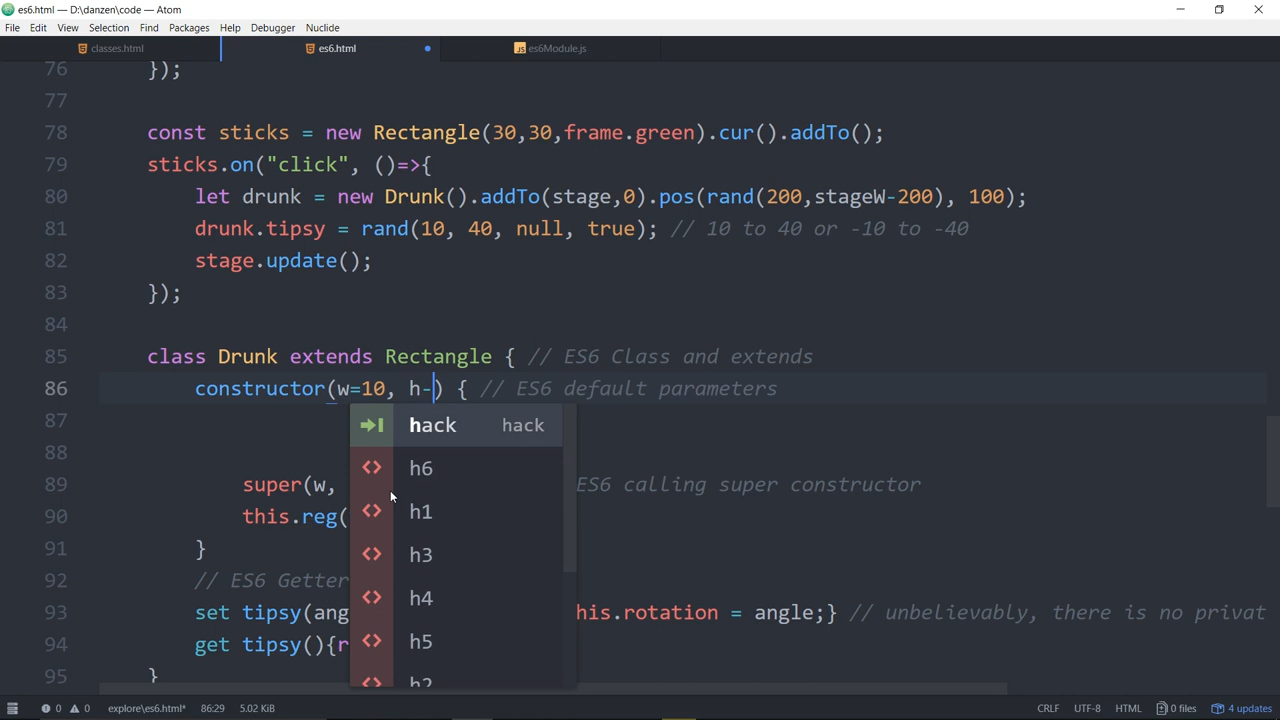 es6.html — D:\danzen\code — Atom
File Edit View Selection Find Packages Help Debugger Nuclide
classes.html es6.html es6Module.js
76 });
77
78 const sticks = new Rectangle(30,30,frame.green).cur().addTo();
79 sticks.on("click", ()=>{
80 let drunk = new Drunk().addTo(stage,0).pos(rand(200,stageW-200), 100);
81 drunk.tipsy = rand(10, 40, null, true); // 10 to 40 or -10 to -40
82 stage.update();
83 });
84
85 class Drunk extends Rectangle { // ES6 Class and extends
86 constructor(w=10, h-) { // ES6 default parameters
87 hack hack
88 h6
89 super(w, ES6 calling super constructor
90 this.reg( h1
91 } h3
92 // ES6 Getter h4
93 set tipsy(ang his.rotation = angle;} // unbelievably, there is no privat
94 get tipsy(){r h5
95 } h2
86:29 0 0 explore\es6.html* 5.02 KiB CRLF UTF-8 HTML 0 files 4 updates